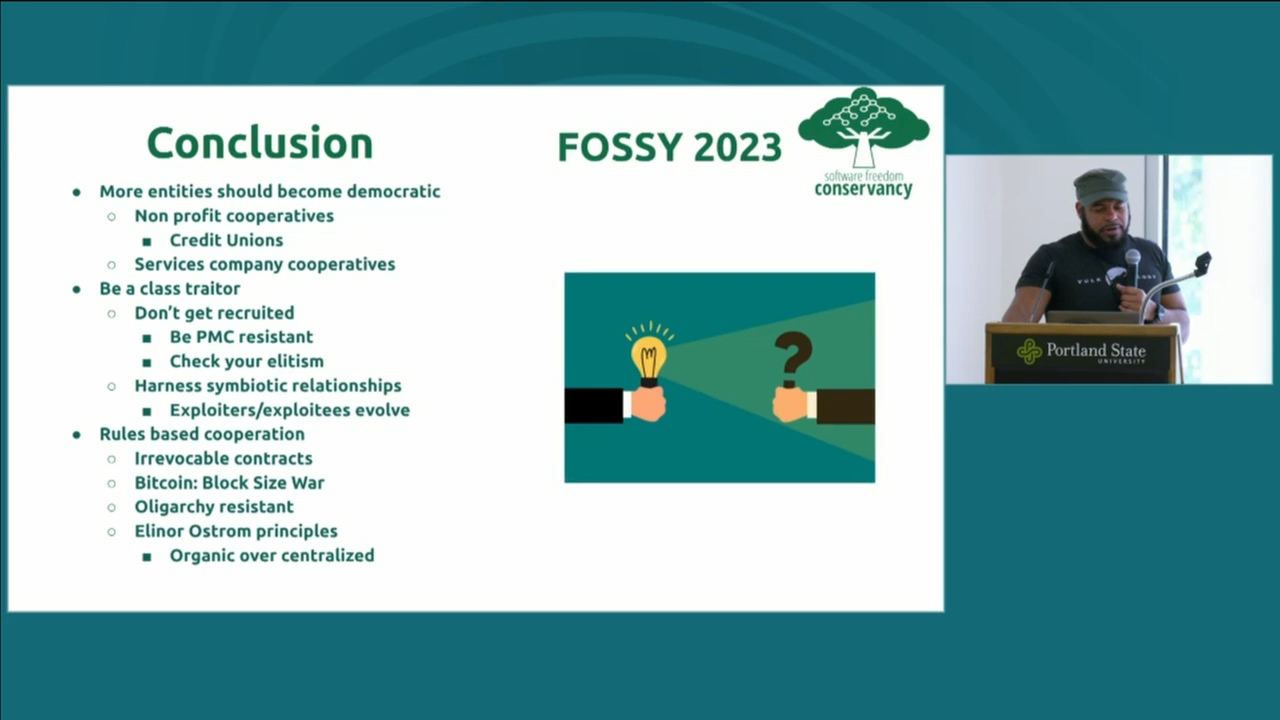 Conclusion
FOSSY 2023
software freedom
conservancy
● More entities should become democratic
○ Non profit cooperatives
■ Credit Unions
○ Services company cooperatives
● Be a class traitor
○ Don't get recruited
■ Be PMC resistant
■ Check your elitism
○ Harness symbiotic relationships
■ Exploiters/exploitees evolve
● Rules based cooperation
○ Irrevocable contracts
○ Bitcoin: Block Size War
○ Oligarchy resistant
○ Elinor Ostrom principles
■ Organic over centralized
Portland State
UNIVERSITY